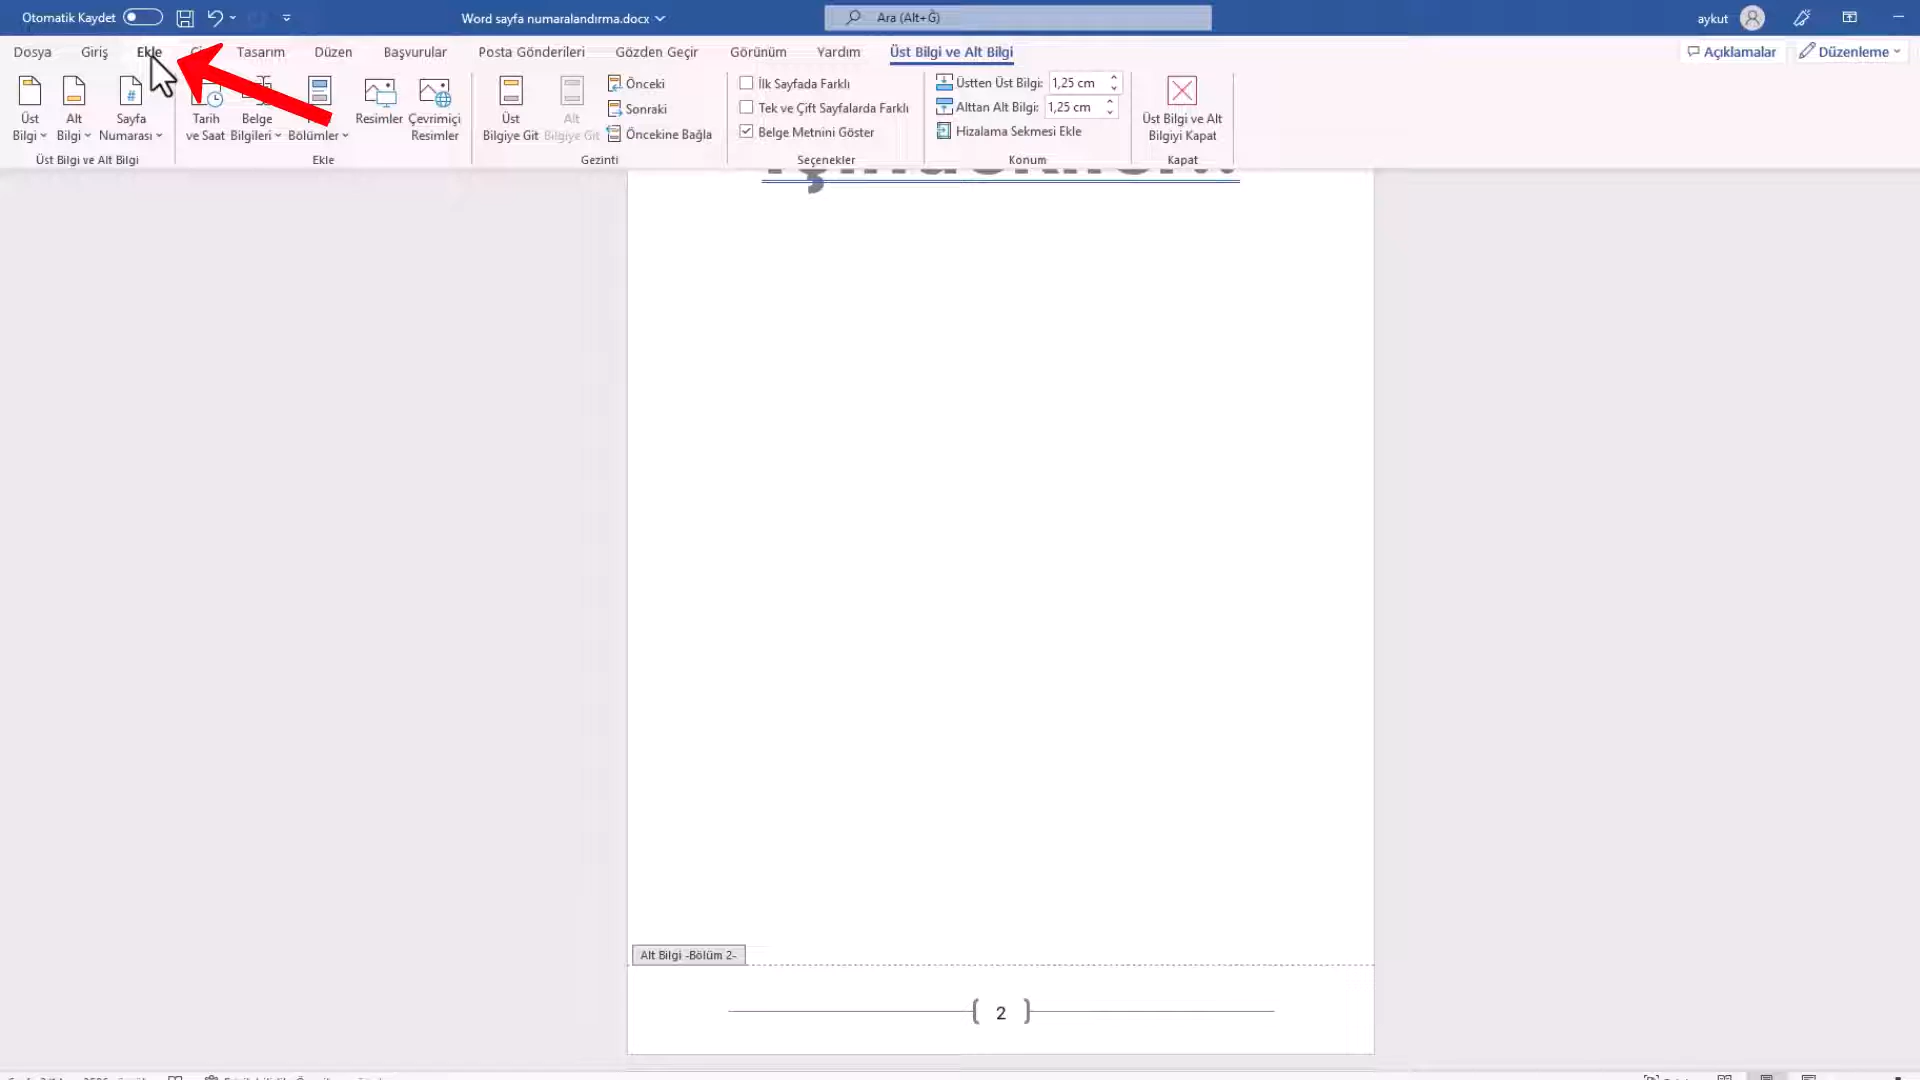 Otomatik Kaydet
Word sayfa numaralandırma.docx
Ara (Alt+Ğ)
aykut
Dosya Giriş Ekle Tasarım Düzen Başvurular Posta Gönderileri Gözden Geçir Görünüm Yardım Üst Bilgi ve Alt Bilgi
Açıklamalar Düzenleme
Üst Bilgi
Alt Bilgi
Sayfa Numarası
Üst Bilgi ve Alt Bilgi
Tarih ve Saat
Belge Bilgileri
Bölümler
Resimler
Çevrimiçi Resimler
Ekle
Üst Bilgiye Git
Alt Bilgiye Git
Önceki
Sonraki
Öncekine Bağla
Gezinti
İlk Sayfada Farklı
Tek ve Çift Sayfalarda Farklı
Belge Metnini Göster
Seçenekler
Üstten Üst Bilgi: 1,25 cm
Alttan Alt Bilgi: 1,25 cm
Hizalama Sekmesi Ekle
Konum
Üst Bilgi ve Alt Bilgiyi Kapat
Kapat
Alt Bilgi -Bölüm 2-
2